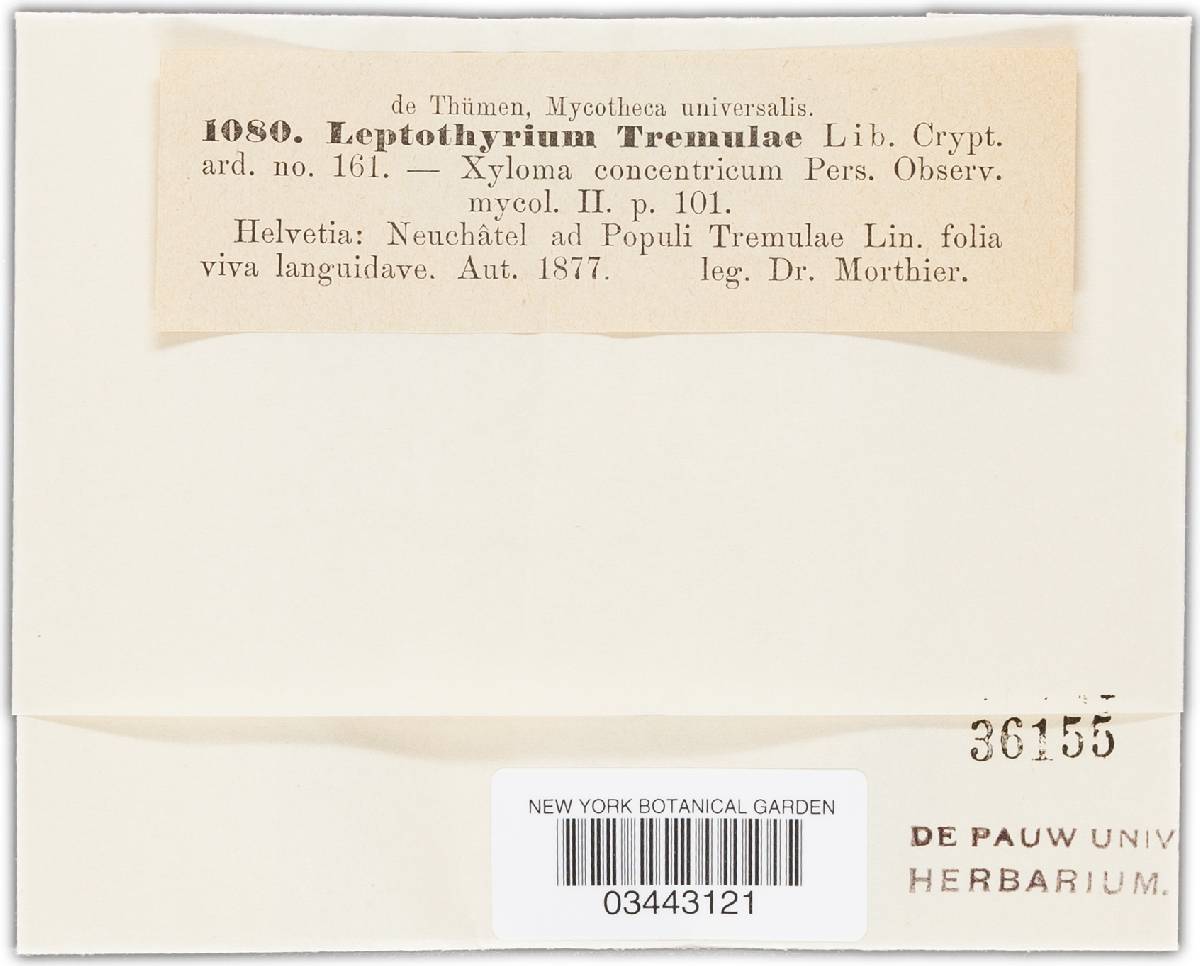 de Thümen, Mycotheca universalis.
1080. Leptothyrium Tremulae Lib. Crypt.
ard. no. 161. — Xyloma concentricum Pers. Observ.
mycol. II. p. 101.
Helvetia: Neuchâtel ad Populi Tremulae Lin. folia
viva languidave. Aut. 1877. leg. Dr. Morthier.
36155
NEW YORK BOTANICAL GARDEN
03443121
DE PAUW UNIV
HERBARIUM.